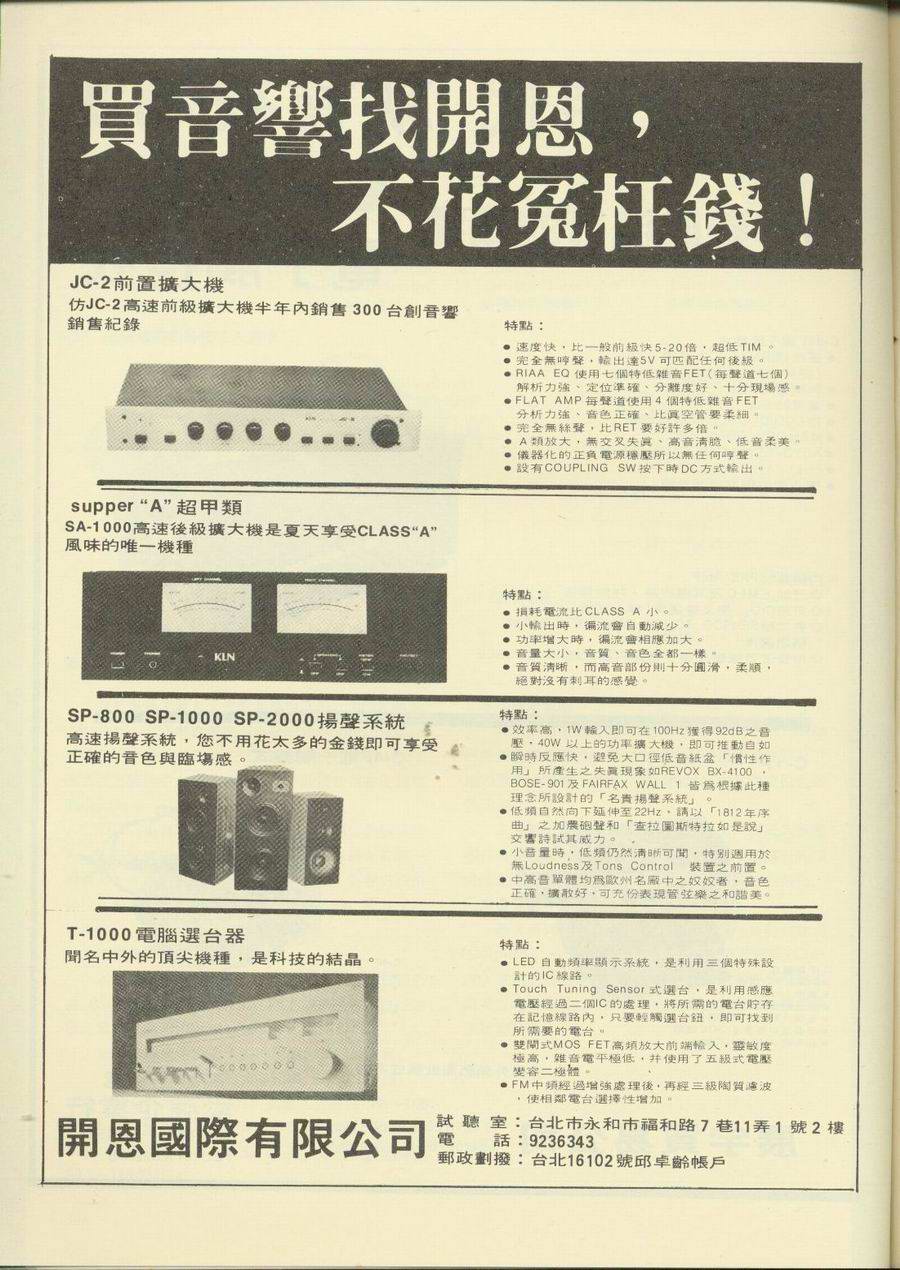 買音響找開恩，
不花冤枉錢！
JC-2前置擴大機
仿JC-2高速前級擴大機半年內銷售 300 台創音響
銷售紀錄
特點：
● 速度快，比一般前級快5-20倍，超低TIM。
● 完全無哼聲，輸出達5V可匹配任何後級。
● RIAA EQ 使用七個特低雜音FET（每聲道七個）
解析力強、定位準確、分離度好、十分現場感。
● FLAT AMP 每聲道使用 4 個特低雜音 FET
分析力強、音色正確、比眞空管要柔細。
● 完全無絲聲，比RET 要好許多倍。
● A類放大，無交叉失眞、高音清脆、低音柔美。
● 儀器化的正負電源穩壓所以無任何哼聲。
● 設有COUPLING SW按下時DC方式輸出。
supper “A” 超甲類
SA-1000高速後級擴大機是夏天享受CLASS“A”
風味的唯一機種
LEFT CHANNEL
RIGHT CHANNEL
KLN
特點：
● 損耗電流比CLASS A 小。
● 小輸出時，偏流會自動減少。
● 功率增大時，偏流會相應加大。
● 音量大小，音質、音色全都一樣。
● 音質清晰，而高音部份則十分圓滑，柔順，
絕對沒有刺耳的感覺。
SP-800 SP-1000 SP-2000揚聲系統
高速揚聲系統，您不用花太多的金錢即可享受
正確的音色與臨場感。
特點：
● 效率高，1W輸入即可在100Hz獲得92dB之音
壓，40W 以上的功率擴大機，即可推動自如
● 瞬時反應快，避免大口徑低音紙盆「慣性作
用」所產生之失眞現象如REVOX BX-4100，
BOSE-901及FAIRFAX WALL 1 皆爲根據此種
理念所設計的「名貴揚聲系統」。
● 低頻自然向下延伸至22Hz，請以「1812年序
曲」之加農砲聲和「查拉圖斯特拉如是說」
交響詩試其威力。
● 小音量時，低頻仍然清晰可聞，特別適用於
無Loudness及Tons Control 裝置之前置。
● 中高音單體均爲歐州名廠中之姣姣者，音色
正確，擴散好，可充份表現管弦樂之和諧美。
T-1000電腦選台器
聞名中外的頂尖機種，是科技的結晶。
特點：
● LED 自動頻率顯示系統，是利用三個特殊設
計的IC線路。
● Touch Tuning Sensor 式選台，是利用感應
電壓經過二個IC的處理，將所需的電台貯存
在記憶線路內，只要輕觸選台鈕，即可找到
所需要的電台。
● 雙閘式MOS FET高頻放大前端輸入，靈敏度
極高，雜音電平極低，幷使用了五級式電壓
變容二極體。
● FM中頻經過增強處理後，再經三級陶質濾波
，使相鄰電台選擇性增加。
開恩國際有限公司
試聽室：台北市永和市福和路 7 巷11弄 1 號 2 樓
電話：9236343
郵政劃撥：台北16102號邱卓齡帳戶